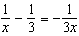 1/x - 1/3 = - 1/3x